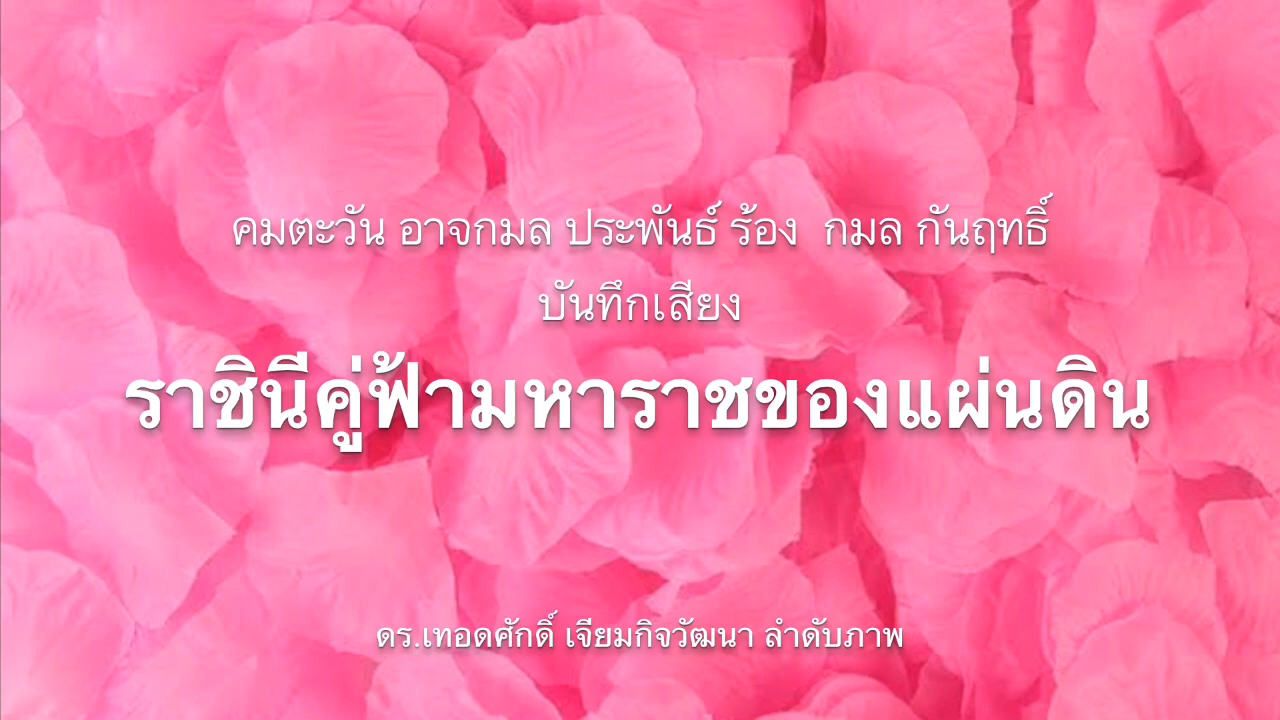 คมตะวัน อาจกมล ประพันธ์ ร้อง กมล กันฤทธิ์
บันทึกเสียง
ราชินีคู่ฟ้ามหาราชของแผ่นดิน
ดร.เทอดศักดิ์ เจียมกิจวัฒนา ลำดับภาพ